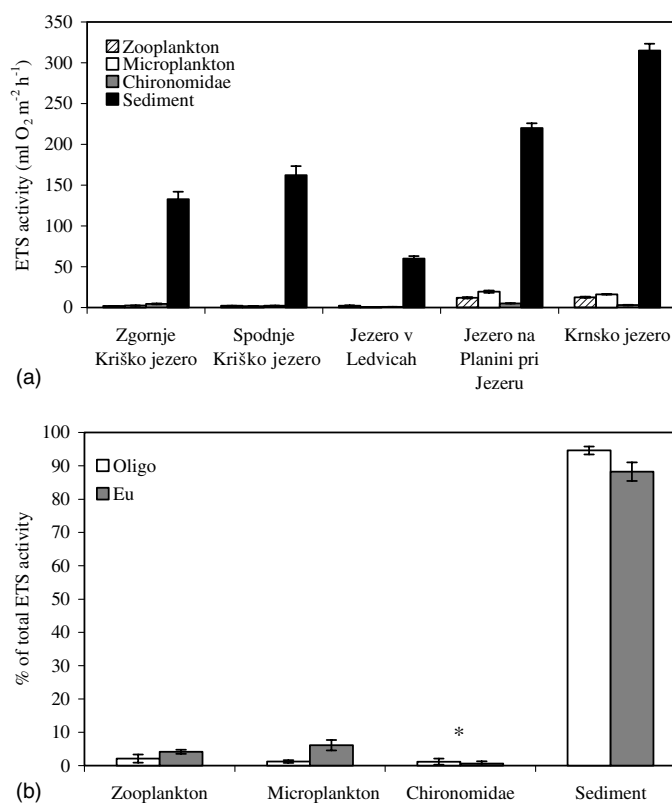 350
300
250
200
150
100
50
0
ETS activity (ml O2 m-2 h-1)
Zooplankton
Microplankton
Chironomidae
Sediment
Zgornje
Kriško jezero
Spodnje
Kriško jezero
Jezero v
Ledvicah
Jezero na
Planini pri
Jezeru
Krnsko jezero
(a)
100
90
80
70
60
50
40
30
20
10
0
% of total ETS activity
Oligo
Eu
*
Zooplankton
Microplankton
Chironomidae
Sediment
(b)